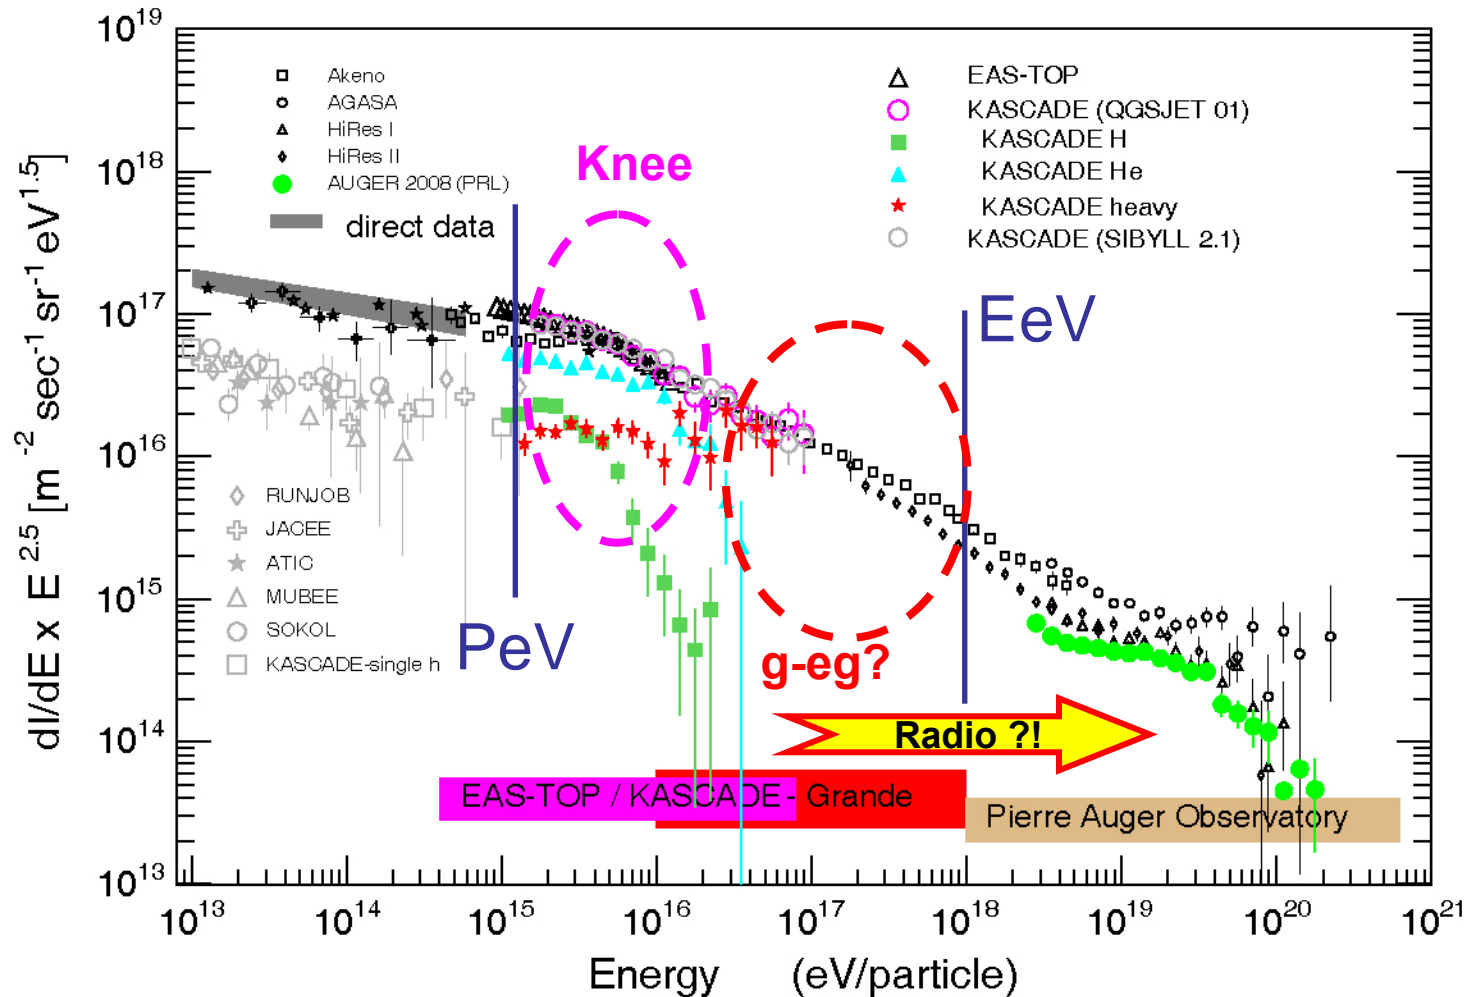 10^19
10^18
10^17
10^16
10^15
10^14
10^13
dI/dE x E^2.5 [m^-2 sec^-1 sr^-1 eV^1.5]
Akeno
AGASA
HiRes I
HiRes II
AUGER 2008 (PRL)
direct data
Knee
EAS-TOP
KASCADE (QGSJET 01)
KASCADE H
KASCADE He
KASCADE heavy
KASCADE (SIBYLL 2.1)
EeV
RUNJOB
JACEE
ATIC
MUBEE
SOKOL
KASCADE-single h
PeV
g-eg?
Radio ?!
EAS-TOP / KASCADE - Grande
Pierre Auger Observatory
10^13 10^14 10^15 10^16 10^17 10^18 10^19 10^20 10^21
Energy (eV/particle)